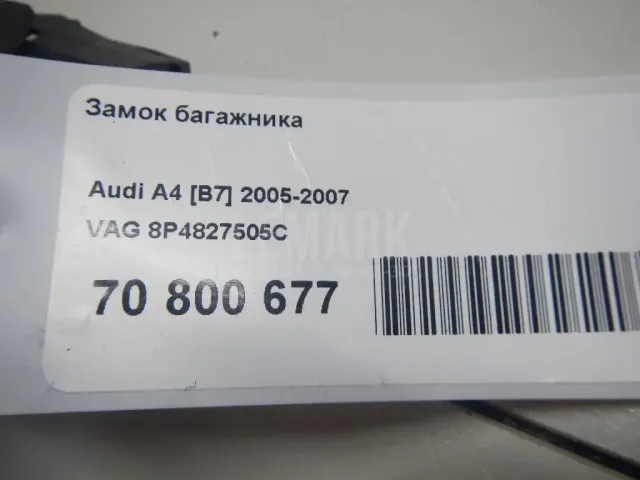 Замок багажника
Audi A4 [B7] 2005-2007
VAG 8P4827505C
70 800 677